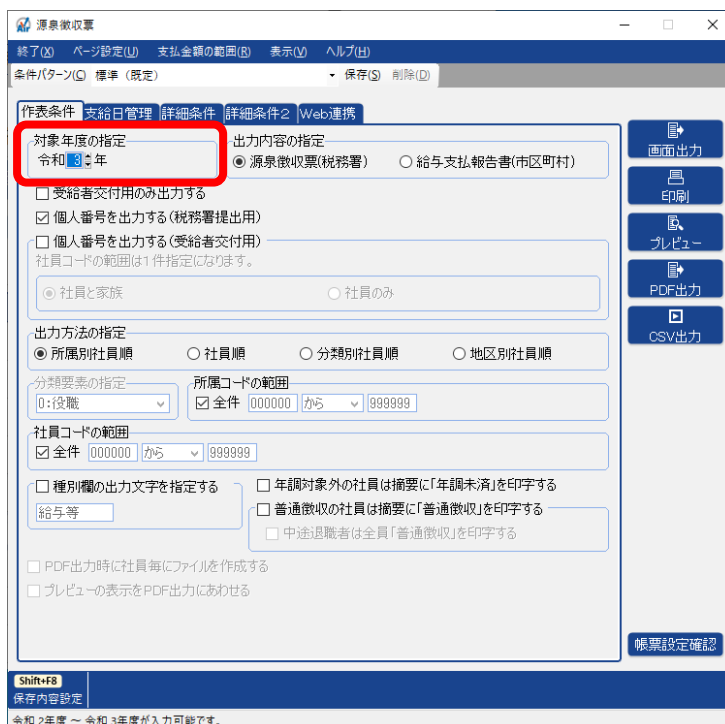 源泉徴収票
終了(X) ページ設定(U) 支払金額の範囲(R) 表示(V) ヘルプ(H)
条件パターン(C) 標準 (既定) 保存(S) 削除(D)
作表条件 支給日管理 詳細条件 詳細条件2 Web連携
対象年度の指定
令和 3 年
出力内容の指定
源泉徴収票(税務署) 給与支払報告書(市区町村)
受給者交付用のみ出力する
個人番号を出力する(税務署提出用)
個人番号を出力する(受給者交付用)
社員コードの範囲は1件指定になります。
社員と家族 社員のみ
出力方法の指定
所属別社員順 社員順 分類別社員順 地区別社員順
分類要素の指定
0:役職
所属コードの範囲
全件 000000 から 999999
社員コードの範囲
全件 000000 から 999999
種別欄の出力文字を指定する
給与等
年調対象外の社員は摘要に「年調未済」を印字する
普通徴収の社員は摘要に「普通徴収」を印字する
中途退職者は全員「普通徴収」を印字する
PDF出力時に社員毎にファイルを作成する
プレビューの表示をPDF出力にあわせる
画面出力
印刷
プレビュー
PDF出力
CSV出力
帳票設定確認
Shift+F8
保存内容設定
令和 2年度 ~ 令和 3年度が入力可能です。